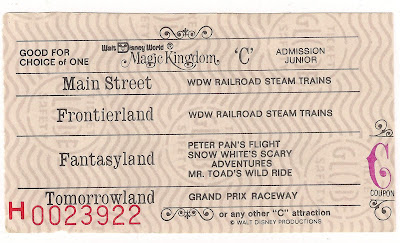 GOOD FOR
CHOICE of ONE
Walt Disney World ®
Magic Kingdom
'C'
ADMISSION
JUNIOR
Main Street WDW RAILROAD STEAM TRAINS
Frontierland WDW RAILROAD STEAM TRAINS
Fantasyland
PETER PAN'S FLIGHT
SNOW WHITE'S SCARY
ADVENTURES
MR. TOAD'S WILD RIDE
Tomorrowland GRAND PRIX RACEWAY
C
COUPON
H0023922
or any other "C" attraction
© WALT DISNEY PRODUCTIONS